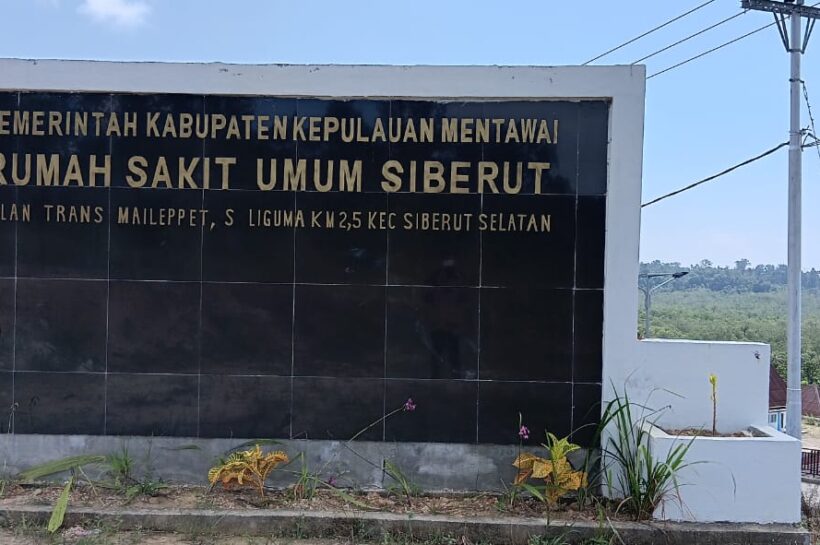 EMERINTAH KABUPATEN KEPULAUAN MENTAWAI
RUMAH SAKIT UMUM SIBERUT
LAN TRANS MAILEPPET, S LIGUMA KM 2,5 KEC SIBERUT SELATAN